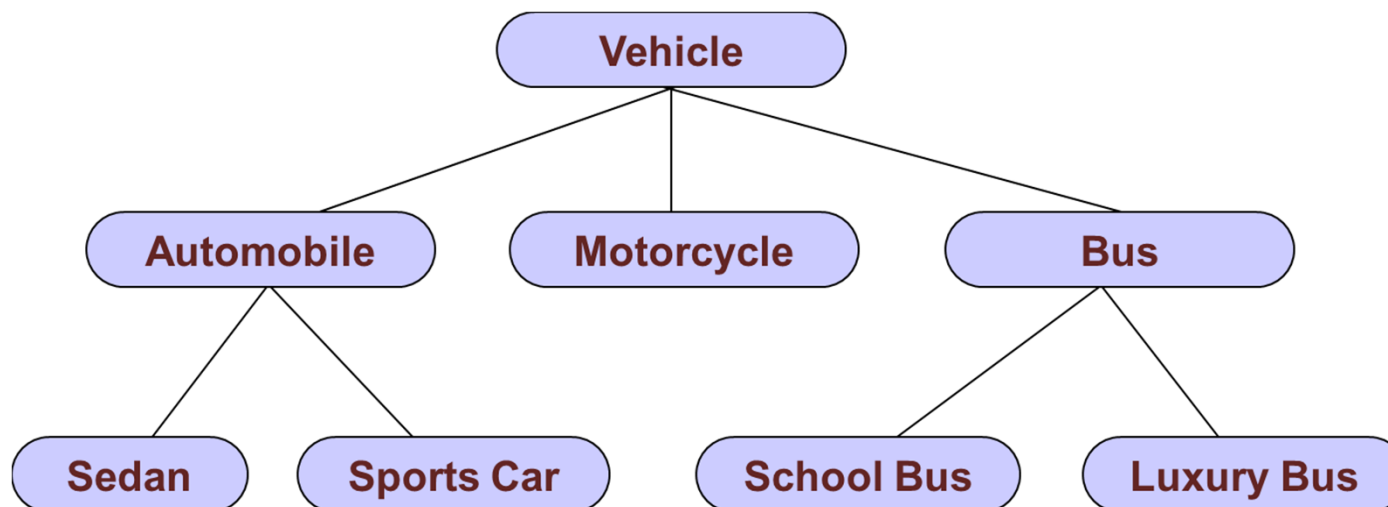 Vehicle
Automobile
Motorcycle
Bus
Sedan
Sports Car
School Bus
Luxury Bus